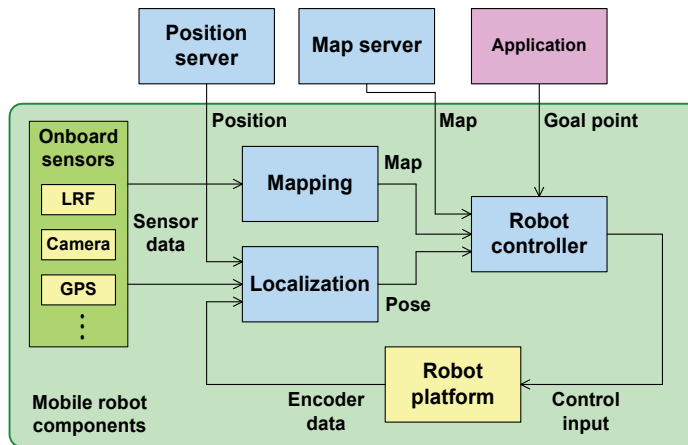 Position
server
Map server
Application
Position
Map
Goal point
Onboard
sensors
LRF
Camera
GPS
Sensor
data
Mapping
Map
Localization
Pose
Robot
controller
Robot
platform
Encoder
data
Control
input
Mobile robot
components